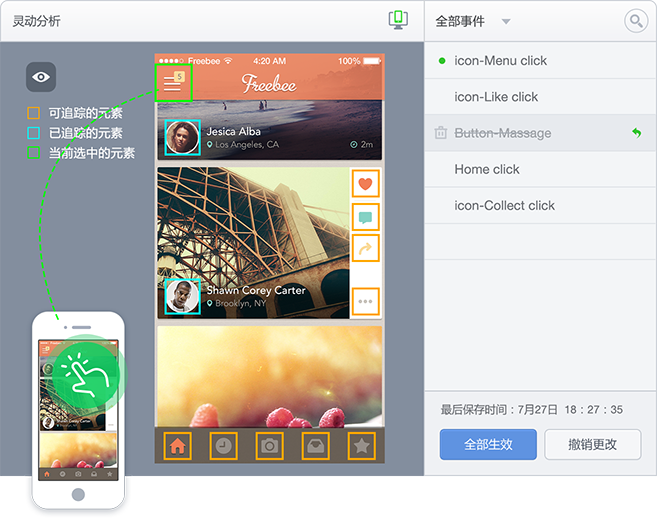 灵动分析
全部事件
可追踪的元素
已追踪的元素
当前选中的元素
Freebee
4:20 AM
100%
5
Freebee
Jesica Alba
Los Angeles, CA
2m
Shawn Corey Carter
Brooklyn, NY
icon-Menu click
icon-Like click
Button-Massage
Home click
icon-Collect click
最后保存时间：7月27日 18：27：35
全部生效
撤销更改